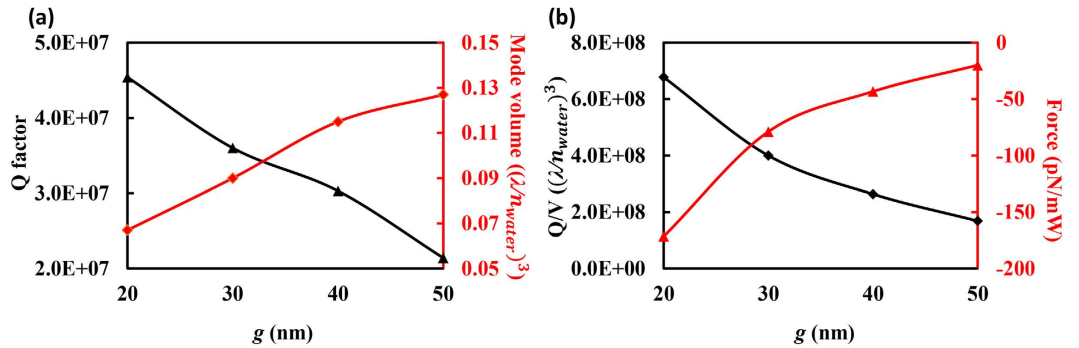 (a)
5.0E+07
4.0E+07
3.0E+07
2.0E+07
Q factor
0.15
0.13
0.11
0.09
0.07
0.05
Mode volume ((λ/n_water)^3)
20 30 40 50
g (nm)
(b)
8.0E+08
6.0E+08
4.0E+08
2.0E+08
0.0E+00
Q/V ((λ/n_water)^3)
0
-50
-100
-150
-200
Force (pN/mW)
20 30 40 50
g (nm)